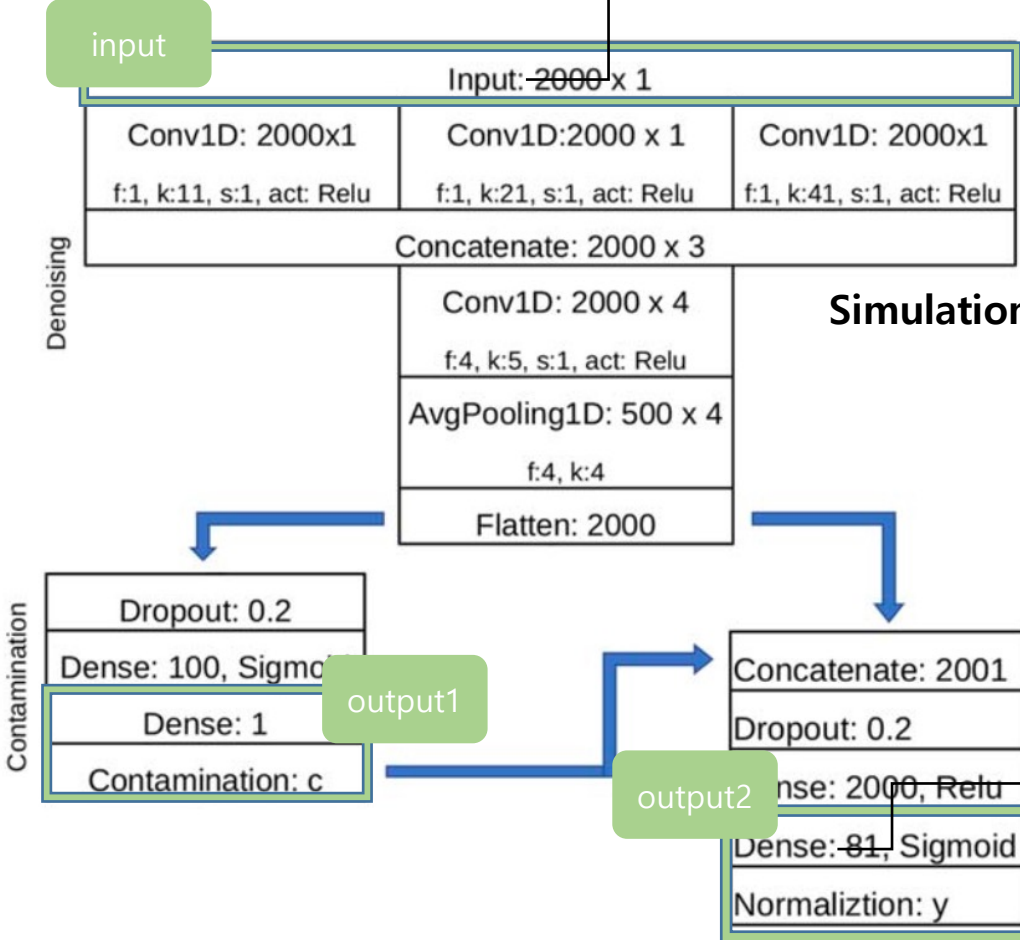 input
Input: 2000 x 1
Conv1D: 2000x1
f:1, k:11, s:1, act: Relu
Conv1D:2000 x 1
f:1, k:21, s:1, act: Relu
Conv1D: 2000x1
f:1, k:41, s:1, act: Relu
Concatenate: 2000 x 3
Denoising
Conv1D: 2000 x 4
f:4, k:5, s:1, act: Relu
Simulation
AvgPooling1D: 500 x 4
f:4, k:4
Flatten: 2000
Contamination
Dropout: 0.2
Dense: 100,
output1
Dense: 1
Contamination: c
Concatenate: 2001
Dropout: 0.2
output2
nse: 2000, Relu
Dense: 81, Sigmoid
Normaliztion: y